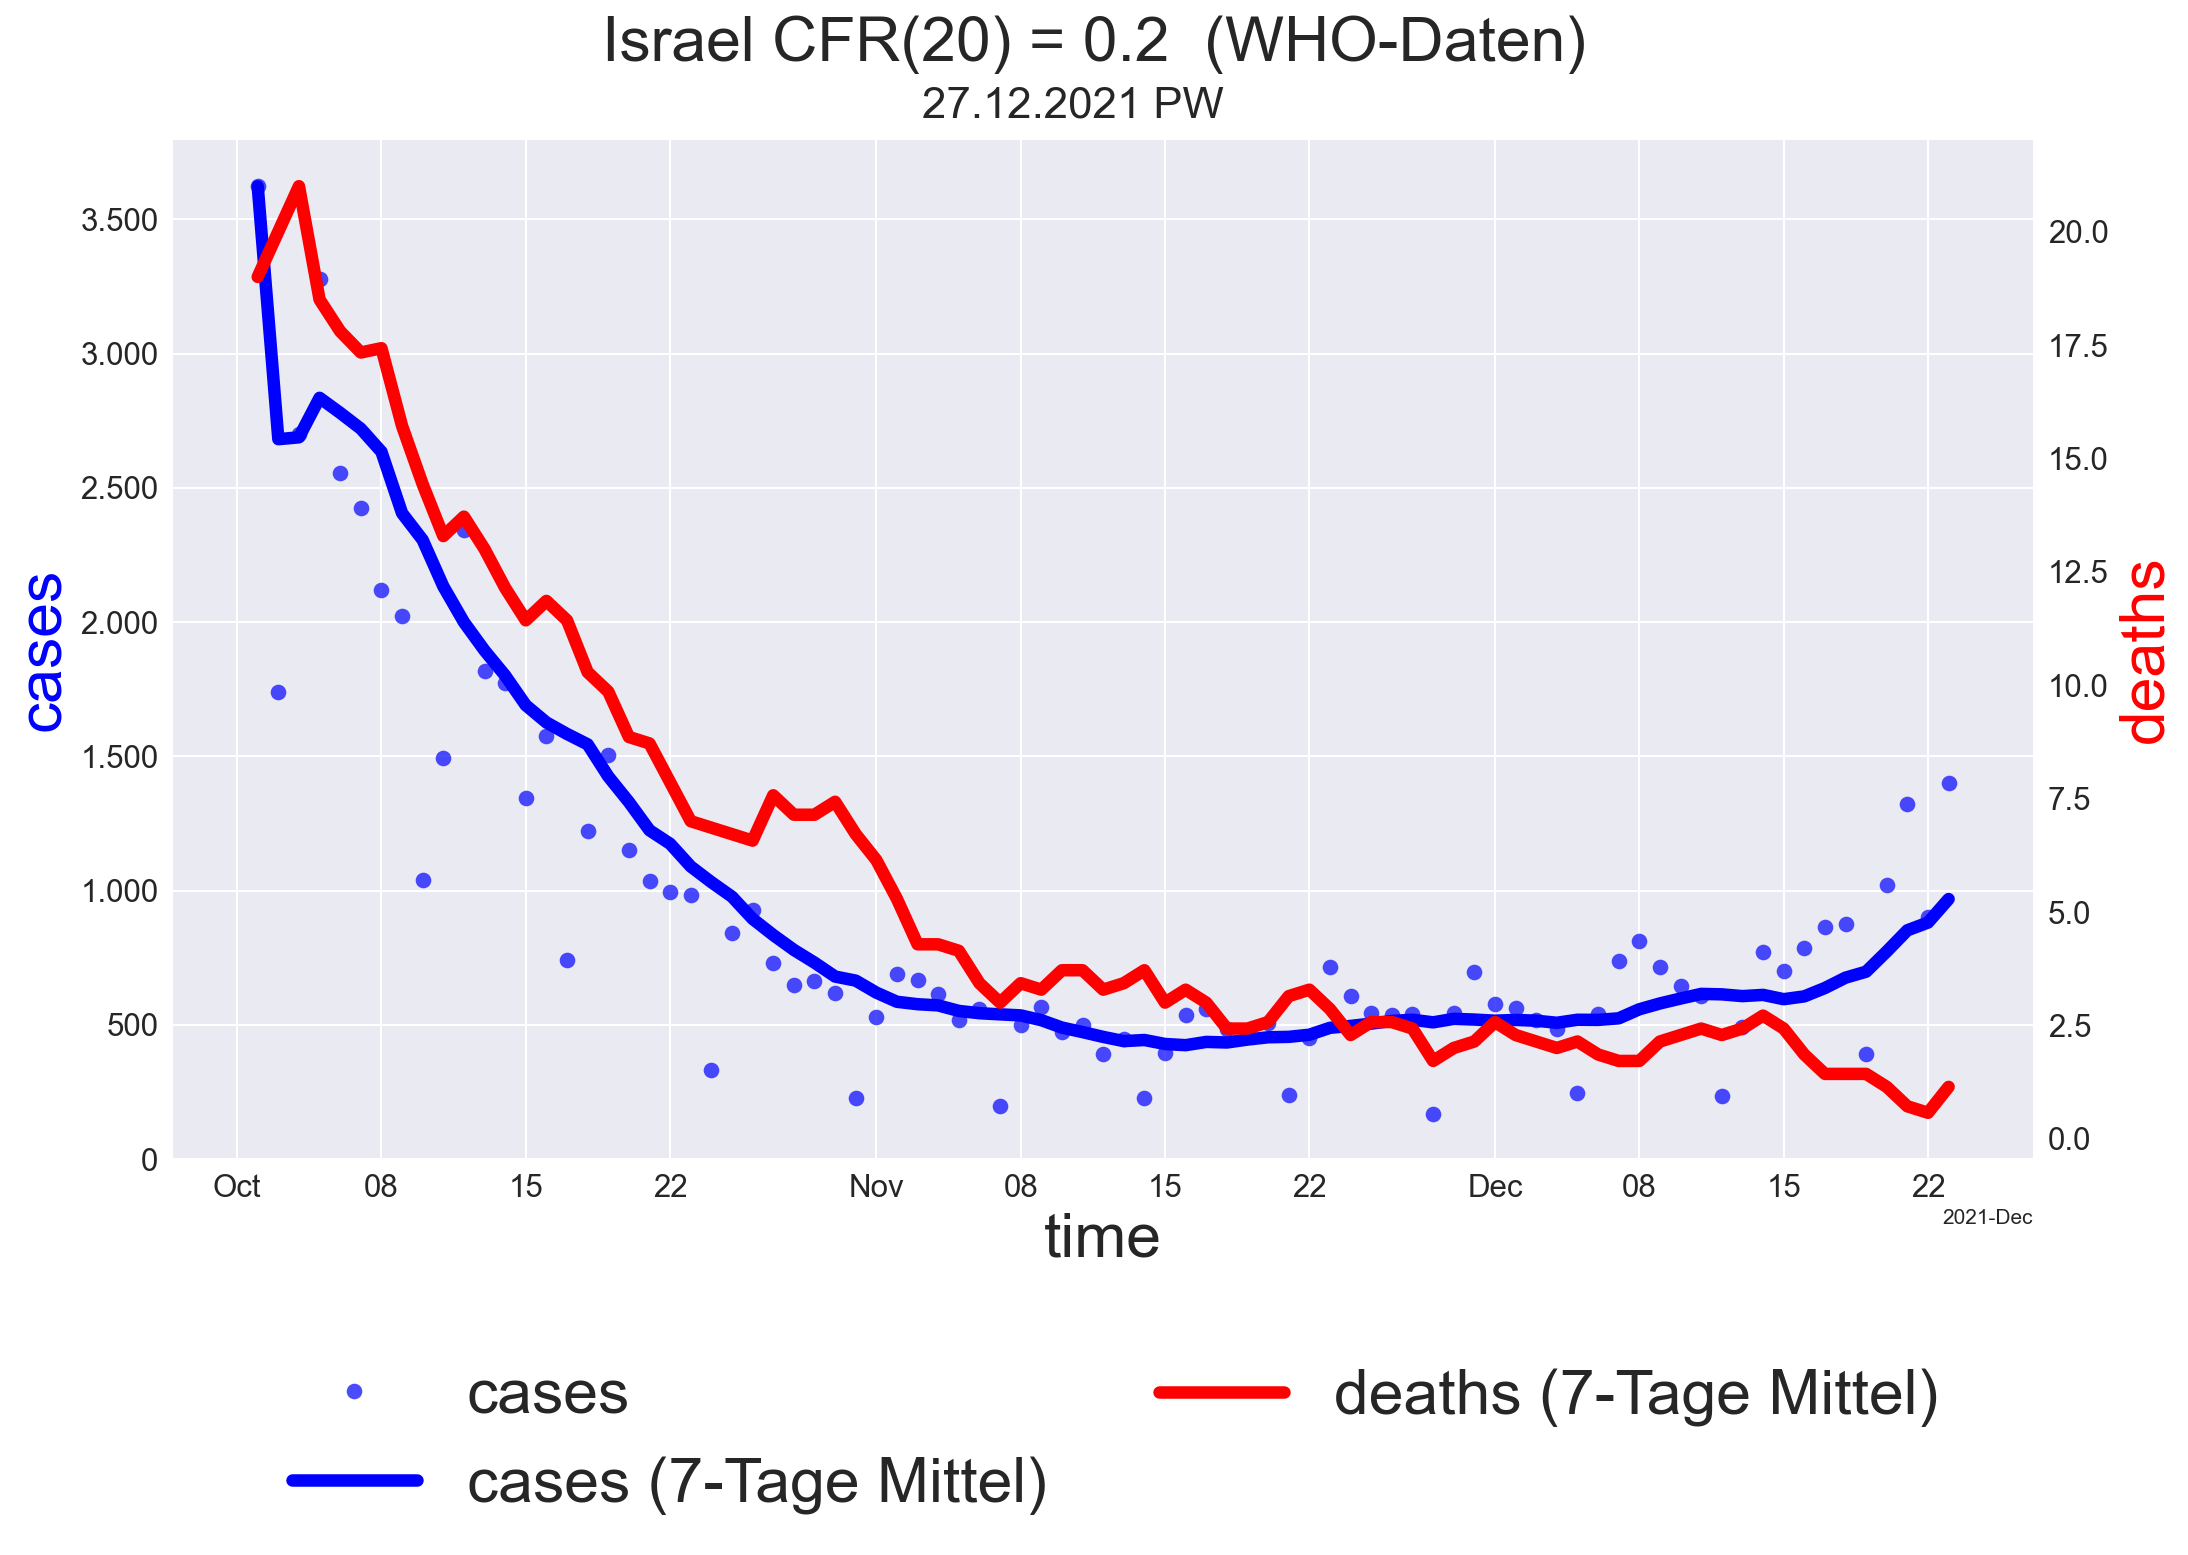 Israel CFR(20) = 0.2  (WHO-Daten)
27.12.2021 PW
cases
3.500
3.000
2.500
2.000
1.500
1.000
500
0
deaths
20.0
17.5
15.0
12.5
10.0
7.5
5.0
2.5
0.0
Oct 08 15 22 Nov 08 15 22 Dec 08 15 22
2021-Dec
time
cases
cases (7-Tage Mittel)
deaths (7-Tage Mittel)